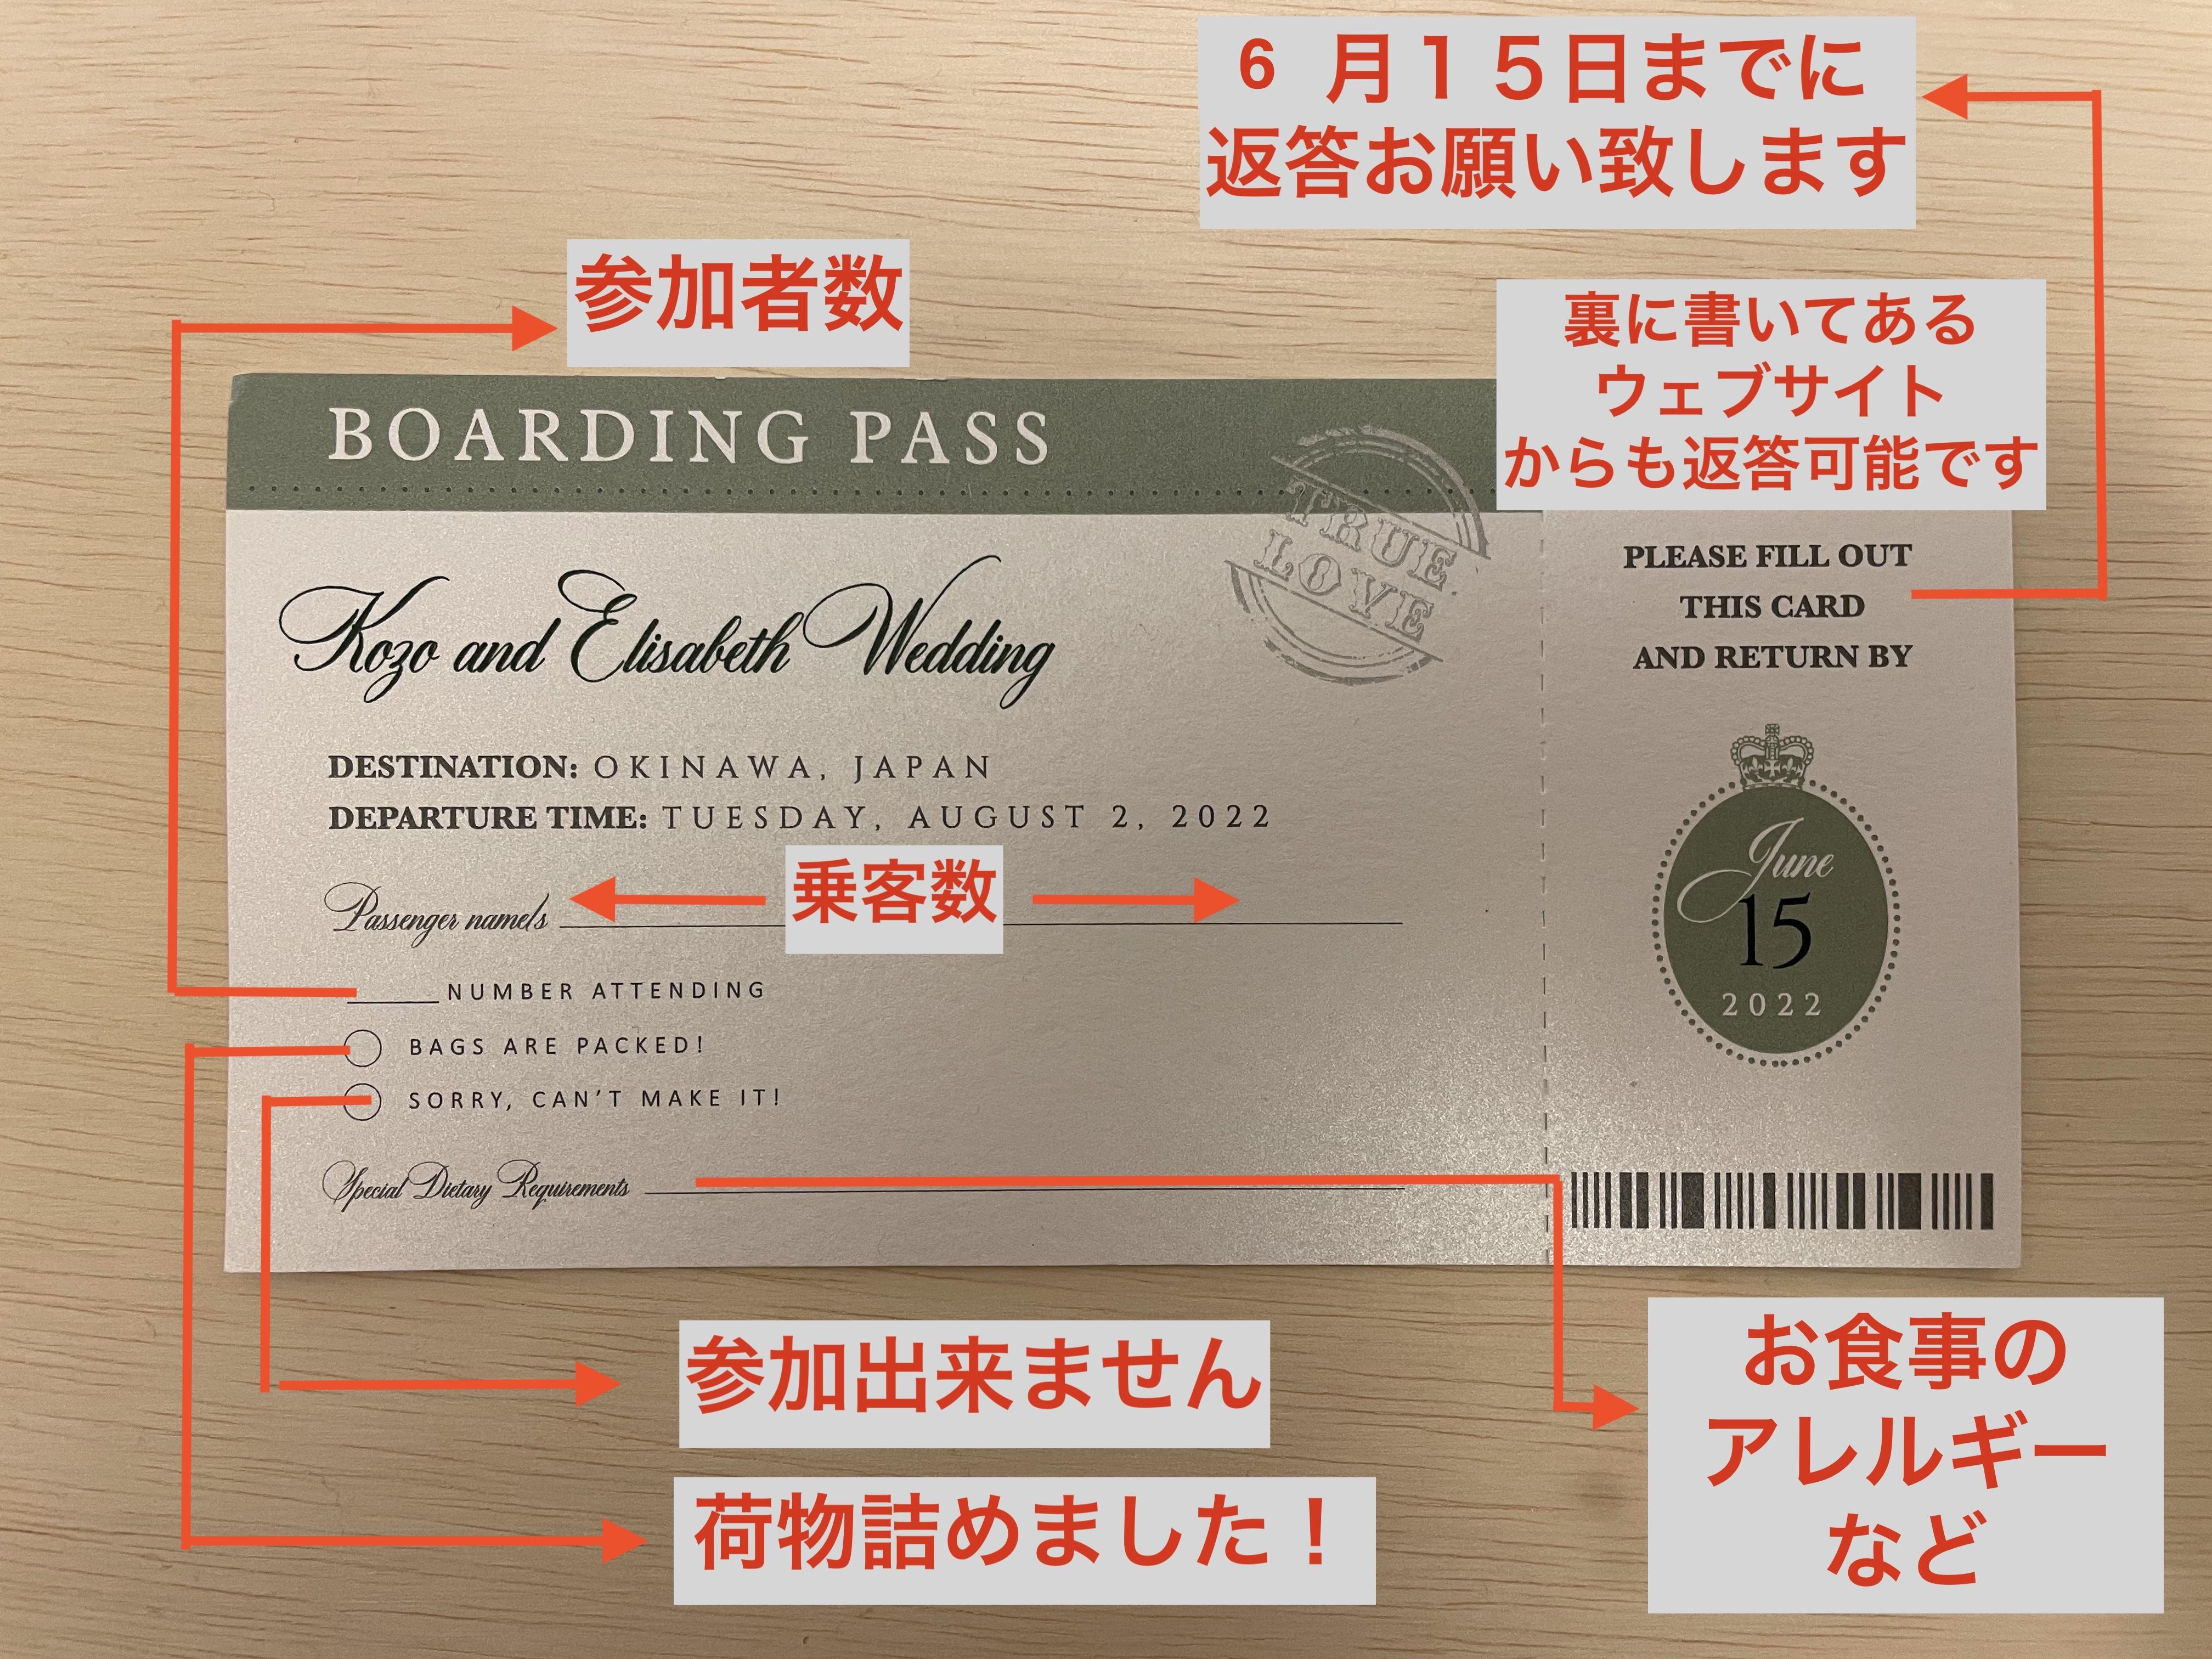 6 月１５日までに
返答お願い致します
参加者数
裏に書いてある
ウェブサイト
からも返答可能です
BOARDING PASS
TRUE
LOVE
Kozo and Elisabeth Wedding
DESTINATION: OKINAWA, JAPAN
DEPARTURE TIME: TUESDAY, AUGUST 2, 2022
乗客数
Passenger name/s
NUMBER ATTENDING
BAGS ARE PACKED!
SORRY, CAN'T MAKE IT!
Special Dietary Requirements
PLEASE FILL OUT
THIS CARD
AND RETURN BY
June
15
2022
参加出来ません
荷物詰めました！
お食事の
アレルギー
など